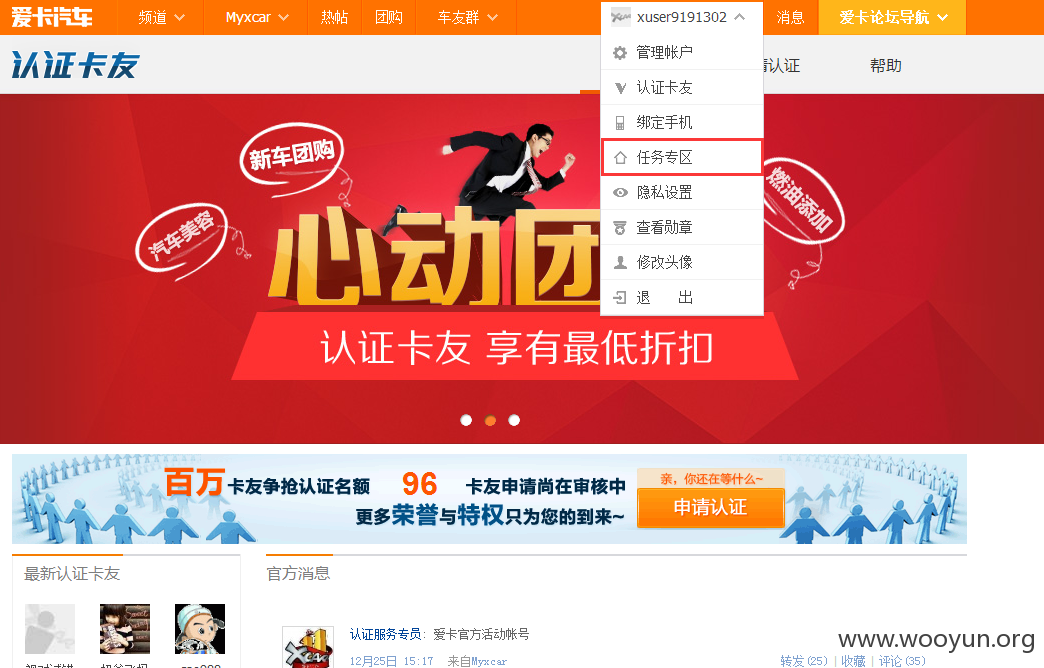 爱卡汽车 频道 Myxcar 热帖 团购 车友群 xuser9191302 消息 爱卡论坛导航
认证卡友 请认证 帮助
管理帐户
认证卡友
绑定手机
任务专区
隐私设置
查看勋章
修改头像
退 出
新车团购
汽车美容
燃油添加
心动团
认证卡友 享有最低折扣
百万卡友争抢认证名额 96 卡友申请尚在审核中
更多荣誉与特权只为您的到来~
亲，你还在等什么~
申请认证
最新认证卡友 官方消息
认证服务专员：爱卡官方活动帐号
12月25日 15:17 来自Myxcar
转发(25) | 收藏 | 评论(35)
www.wooyun.org